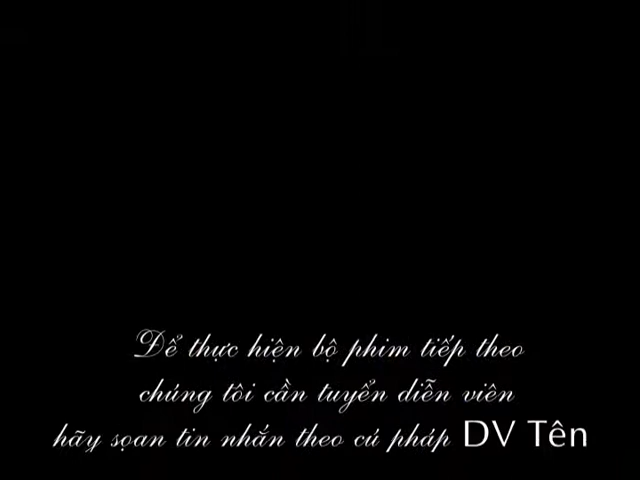 Để thực hiện bộ phim tiếp theo
chúng tôi cần tuyển diễn viên
hãy sọan tin nhắn theo cú pháp DV Tên